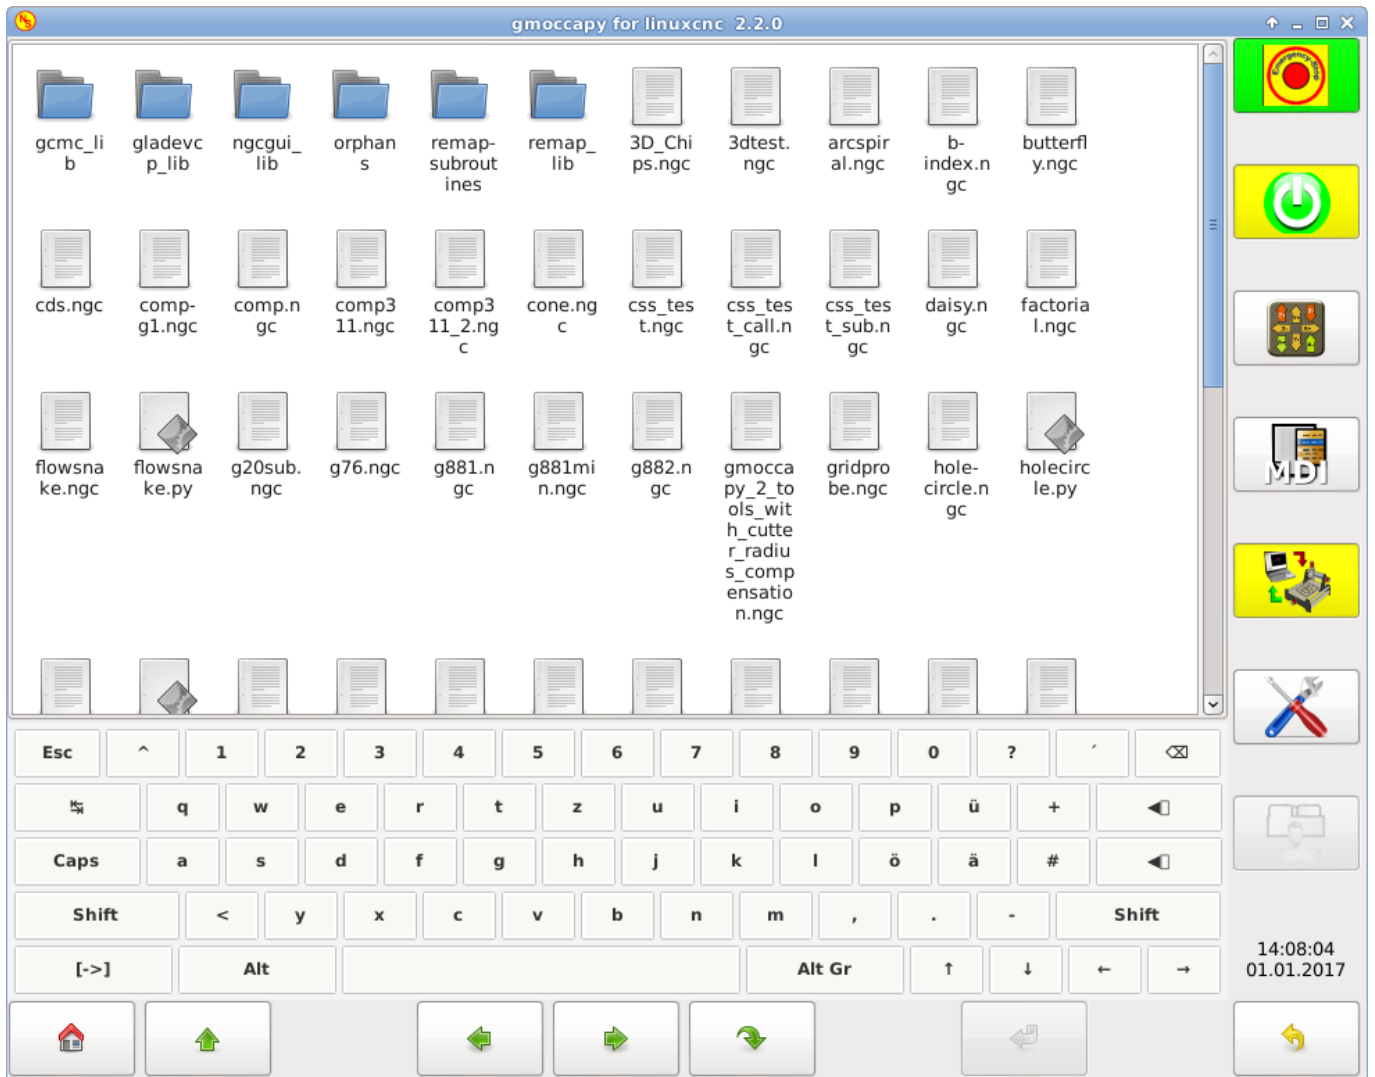 gmoccapy for linuxcnc 2.2.0
Emergency-Stop
gcmc_li
b
gladevc
p_lib
ngcgui_
lib
orphan
s
remap-
subrout
ines
remap_
lib
3D_Chi
ps.ngc
3dtest.
ngc
arcspir
al.ngc
b-
index.n
gc
butterfl
y.ngc
cds.ngc
comp-
g1.ngc
comp.n
gc
comp3
11.ngc
comp3
11_2.ng
c
cone.ng
c
css_tes
t.ngc
css_tes
t_call.n
gc
css_tes
t_sub.n
gc
daisy.n
gc
factoria
l.ngc
flowsna
ke.ngc
flowsna
ke.py
g20sub.
ngc
g76.ngc
g881.n
gc
g881mi
n.ngc
g882.n
gc
gmocca
py_2_to
ols_wit
h_cutte
r_radiu
s_comp
ensatio
n.ngc
gridpro
be.ngc
hole-
circle.n
gc
holecirc
le.py
MDI
Esc ^ 1 2 3 4 5 6 7 8 9 0 ? ´ ⌫
↹ q w e r t z u i o p ü +
Caps a s d f g h j k l ö ä #
Shift < y x c v b n m , . - Shift
[->] Alt Alt Gr ↑ ↓ ← →
14:08:04
01.01.2017